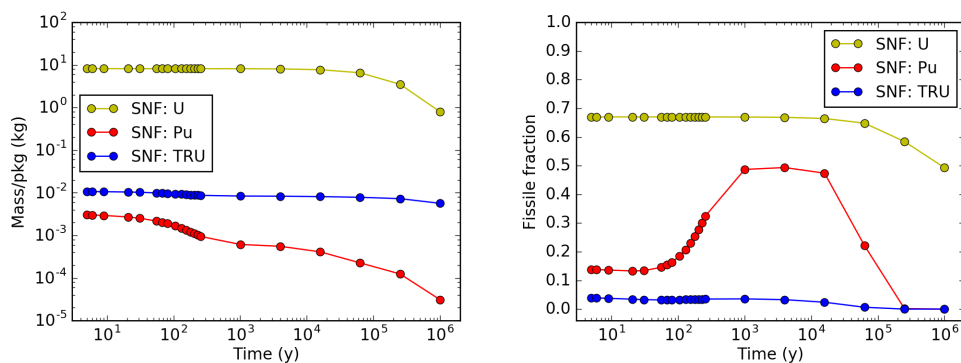 10^2
10^1
10^0
10^-1
10^-2
10^-3
10^-4
10^-5
Mass/pkg (kg)
SNF: U
SNF: Pu
SNF: TRU
10^1 10^2 10^3 10^4 10^5 10^6
Time (y)
1.0
0.9
0.8
0.7
0.6
0.5
0.4
0.3
0.2
0.1
0.0
Fissile fraction
SNF: U
SNF: Pu
SNF: TRU
10^1 10^2 10^3 10^4 10^5 10^6
Time (y)